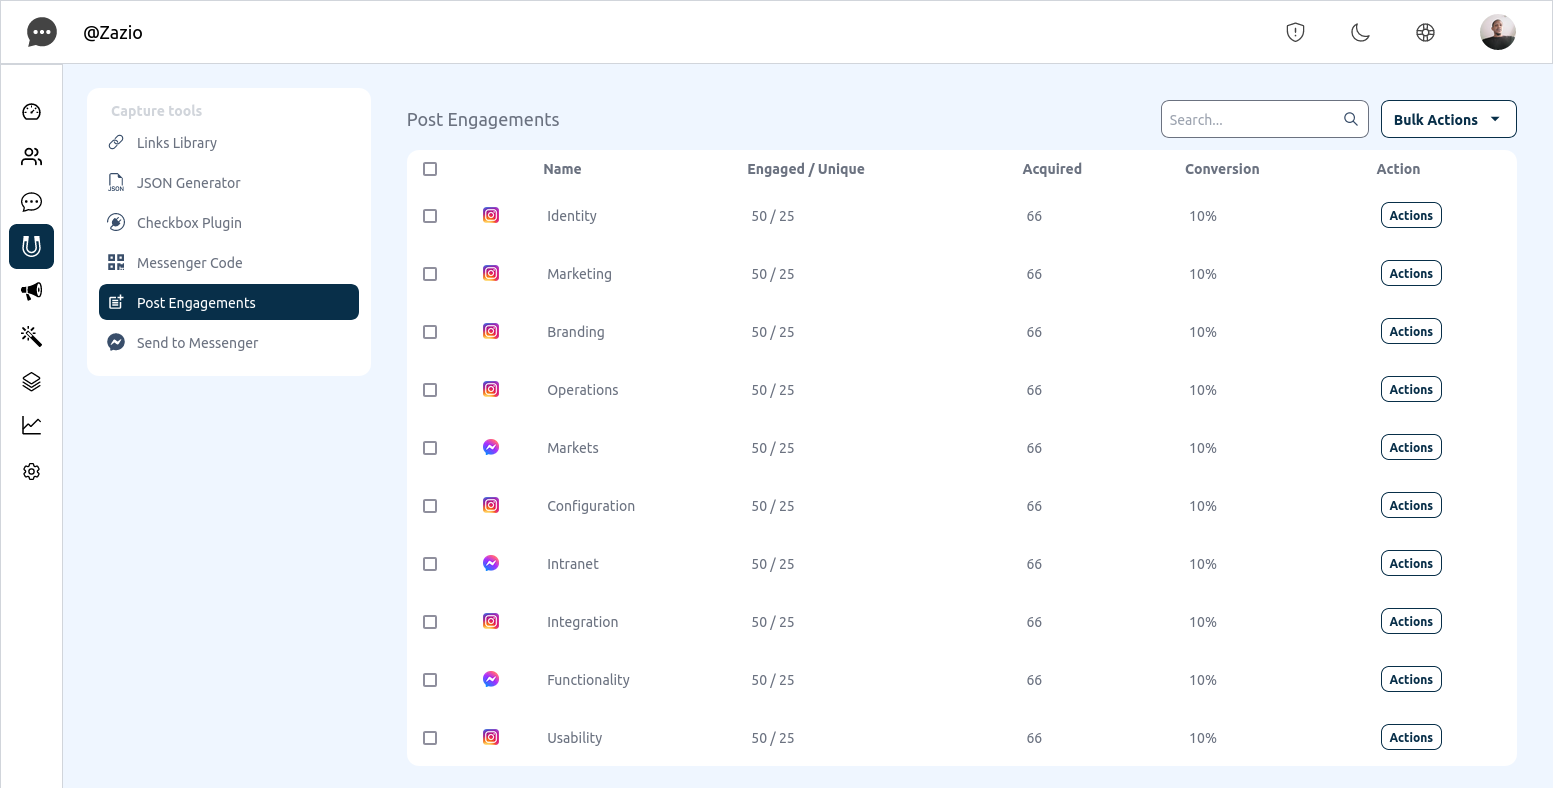 @Zazio
Capture tools
Links Library
JSON
JSON Generator
Checkbox Plugin
Messenger Code
Post Engagements
Send to Messenger
Post Engagements
Search...
Bulk Actions
Name Engaged / Unique Acquired Conversion Action
Identity 50 / 25 66 10% Actions
Marketing 50 / 25 66 10% Actions
Branding 50 / 25 66 10% Actions
Operations 50 / 25 66 10% Actions
Markets 50 / 25 66 10% Actions
Configuration 50 / 25 66 10% Actions
Intranet 50 / 25 66 10% Actions
Integration 50 / 25 66 10% Actions
Functionality 50 / 25 66 10% Actions
Usability 50 / 25 66 10% Actions